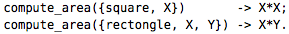 compute_area({square, X})       -> X*X;
compute_area({rectongle, X, Y}) -> X*Y.